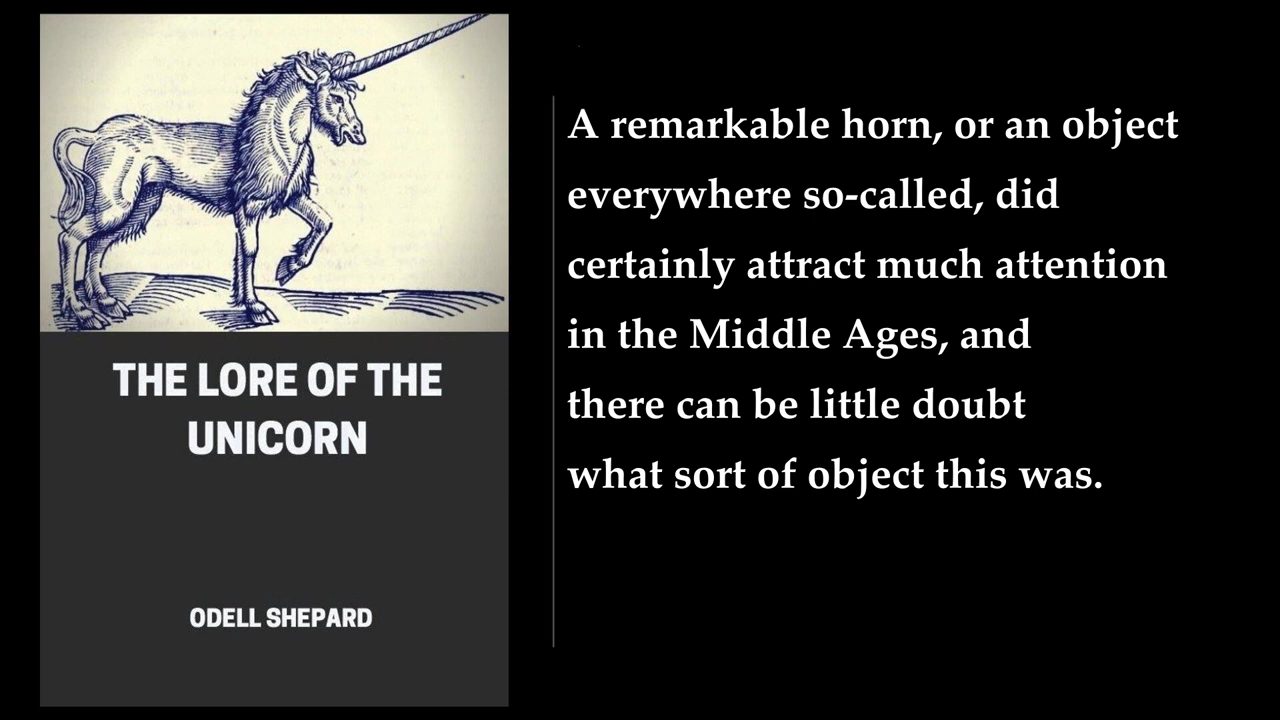 THE LORE OF THE
UNICORN
ODELL SHEPARD
A remarkable horn, or an object
everywhere so-called, did
certainly attract much attention
in the Middle Ages, and
there can be little doubt
what sort of object this was.